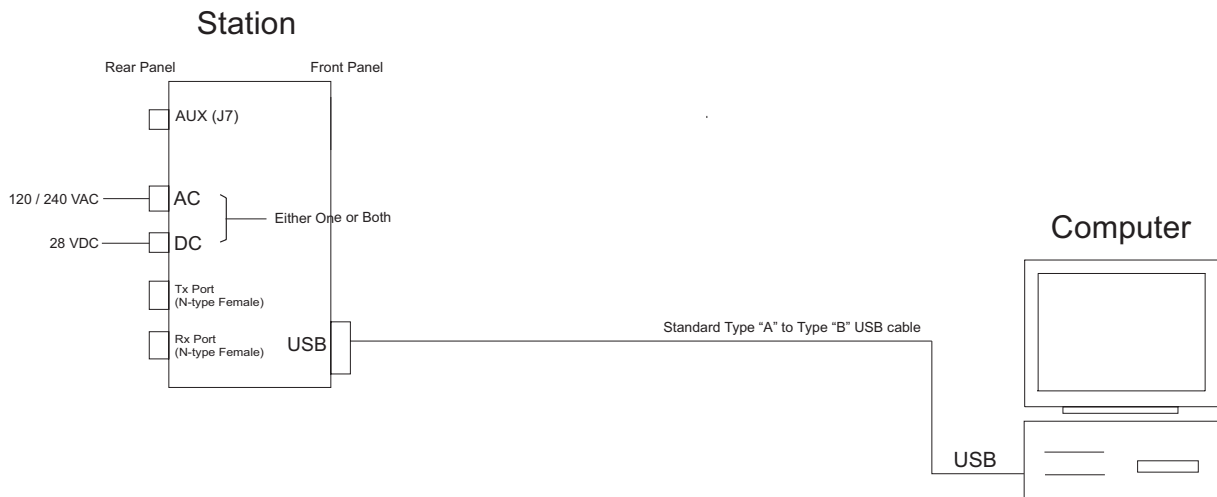 Station
Rear Panel
Front Panel
AUX (J7)
120 / 240 VAC
AC
Either One or Both
28 VDC
DC
Computer
Tx Port
(N-type Female)
Standard Type “A” to Type “B” USB cable
Rx Port
(N-type Female)
USB
USB